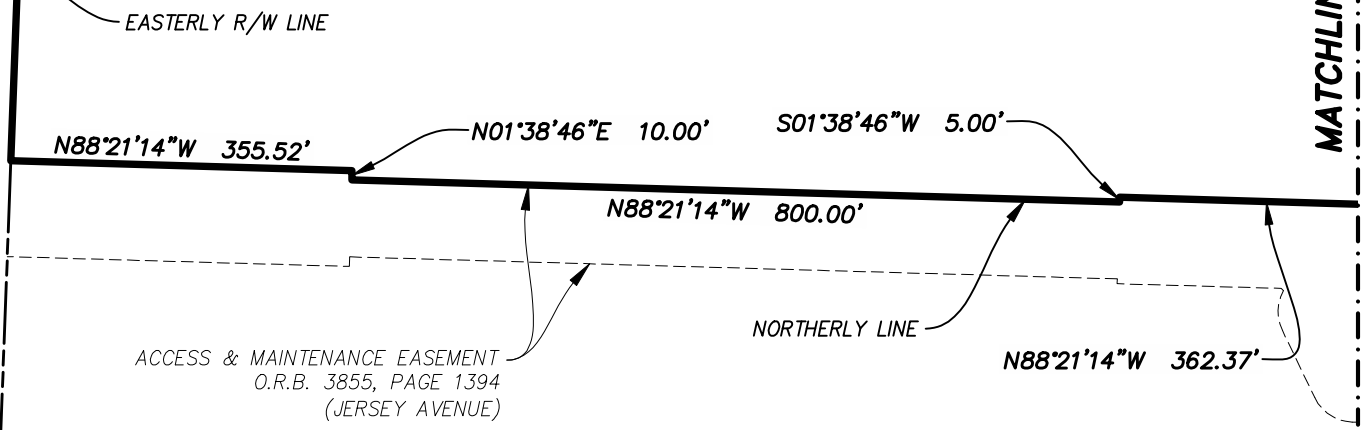 EASTERLY R/W LINE
MATCHLIN
N88°21'14"W 355.52'
N01°38'46"E 10.00'
S01°38'46"W 5.00'
N88°21'14"W 800.00'
NORTHERLY LINE
ACCESS & MAINTENANCE EASEMENT
O.R.B. 3855, PAGE 1394
(JERSEY AVENUE)
N88°21'14"W 362.37'